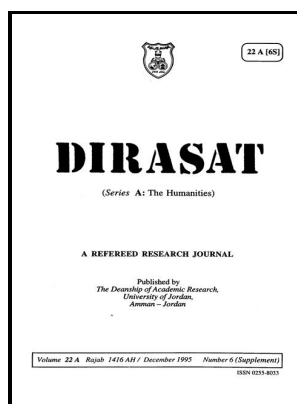 22 A [6S]
DIRASAT
(Series A: The Humanities)
A REFEREED RESEARCH JOURNAL
Published by
The Deanship of Academic Research,
University of Jordan,
Amman – Jordan
Volume 22 A Rajab 1416 AH / December 1995 Number 6 (Supplement)
ISSN 0255-8033